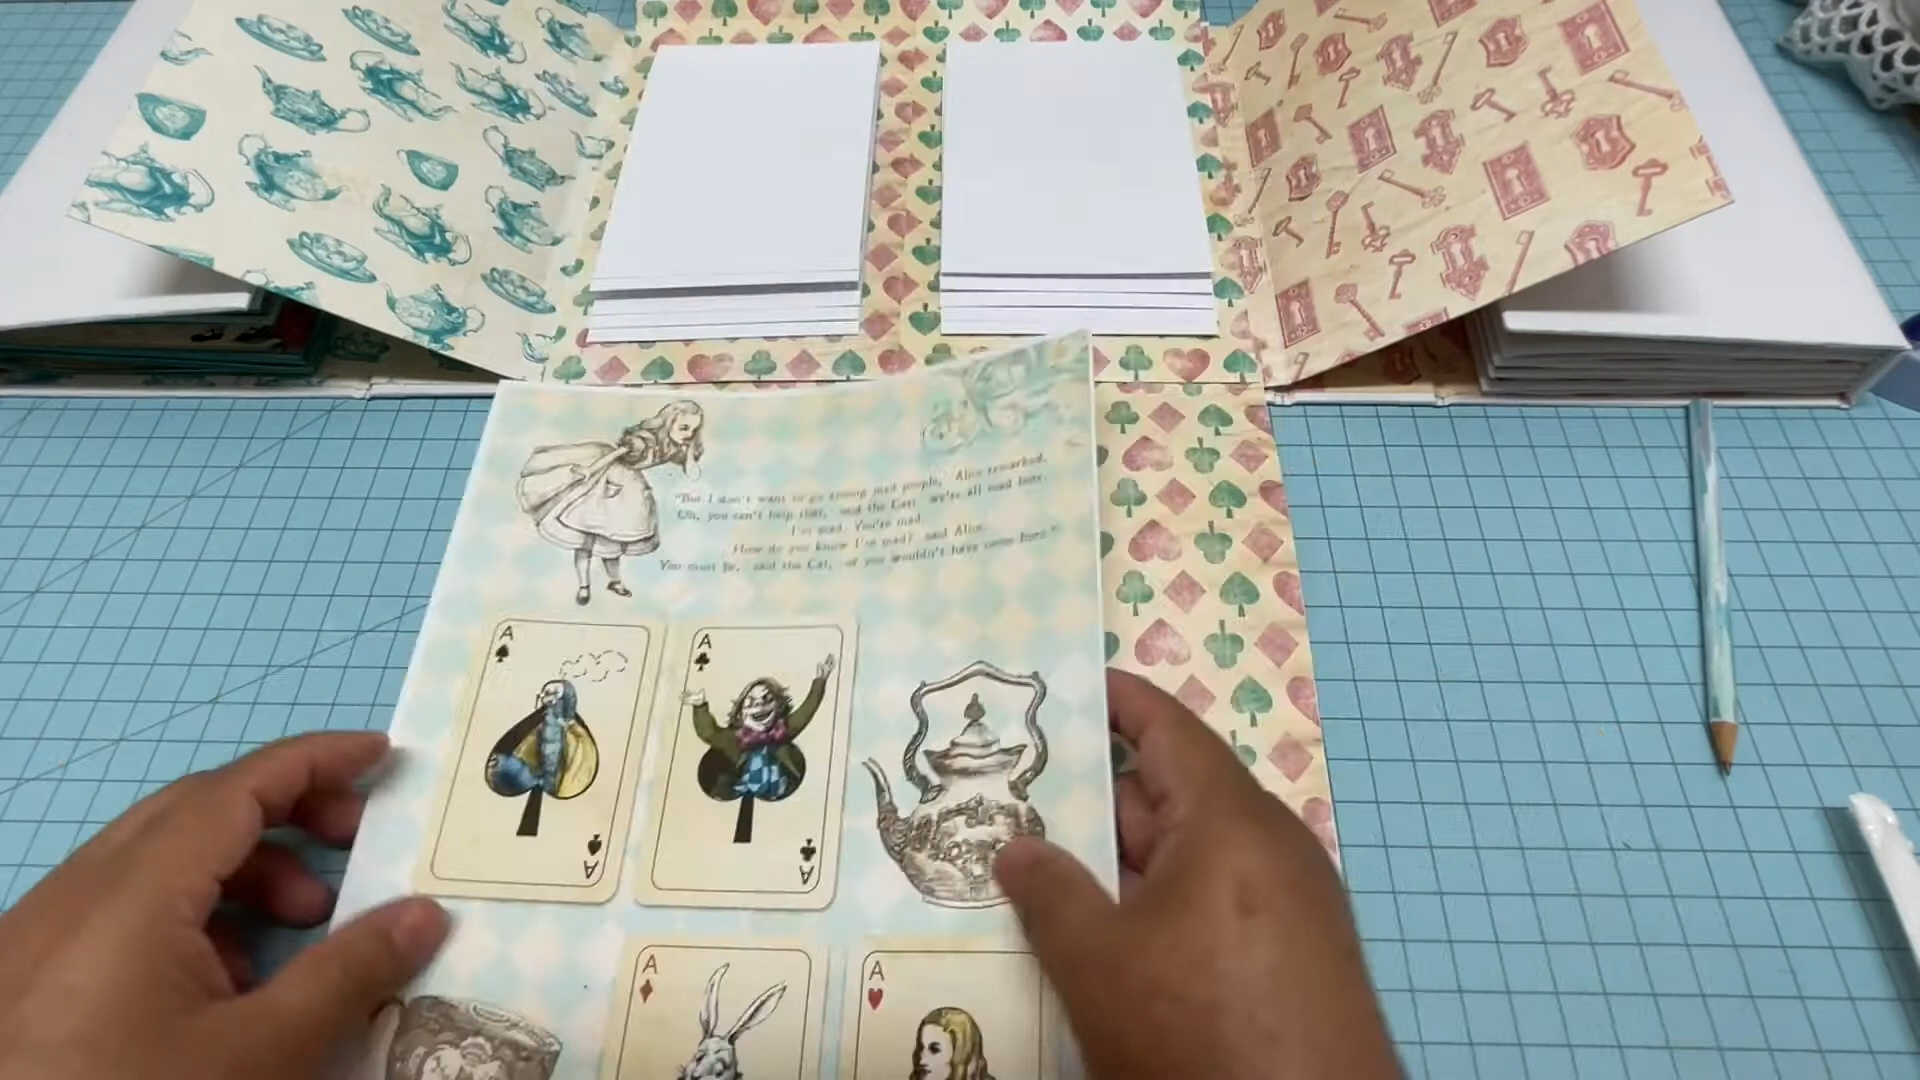 "But I don't want to go among mad people," Alice remarked.
"Oh, you can't help that," said the Cat: we're all mad here.
I'm mad. You're mad.
How do you know I'm mad? said Alice.
You must be, said the Cat, or you wouldn't have come here."
A
A
A
A
A
A